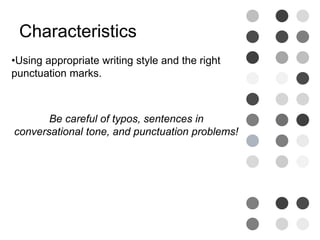 Characteristics
•Using appropriate writing style and the right
punctuation marks.
Be careful of typos, sentences in
conversational tone, and punctuation problems!